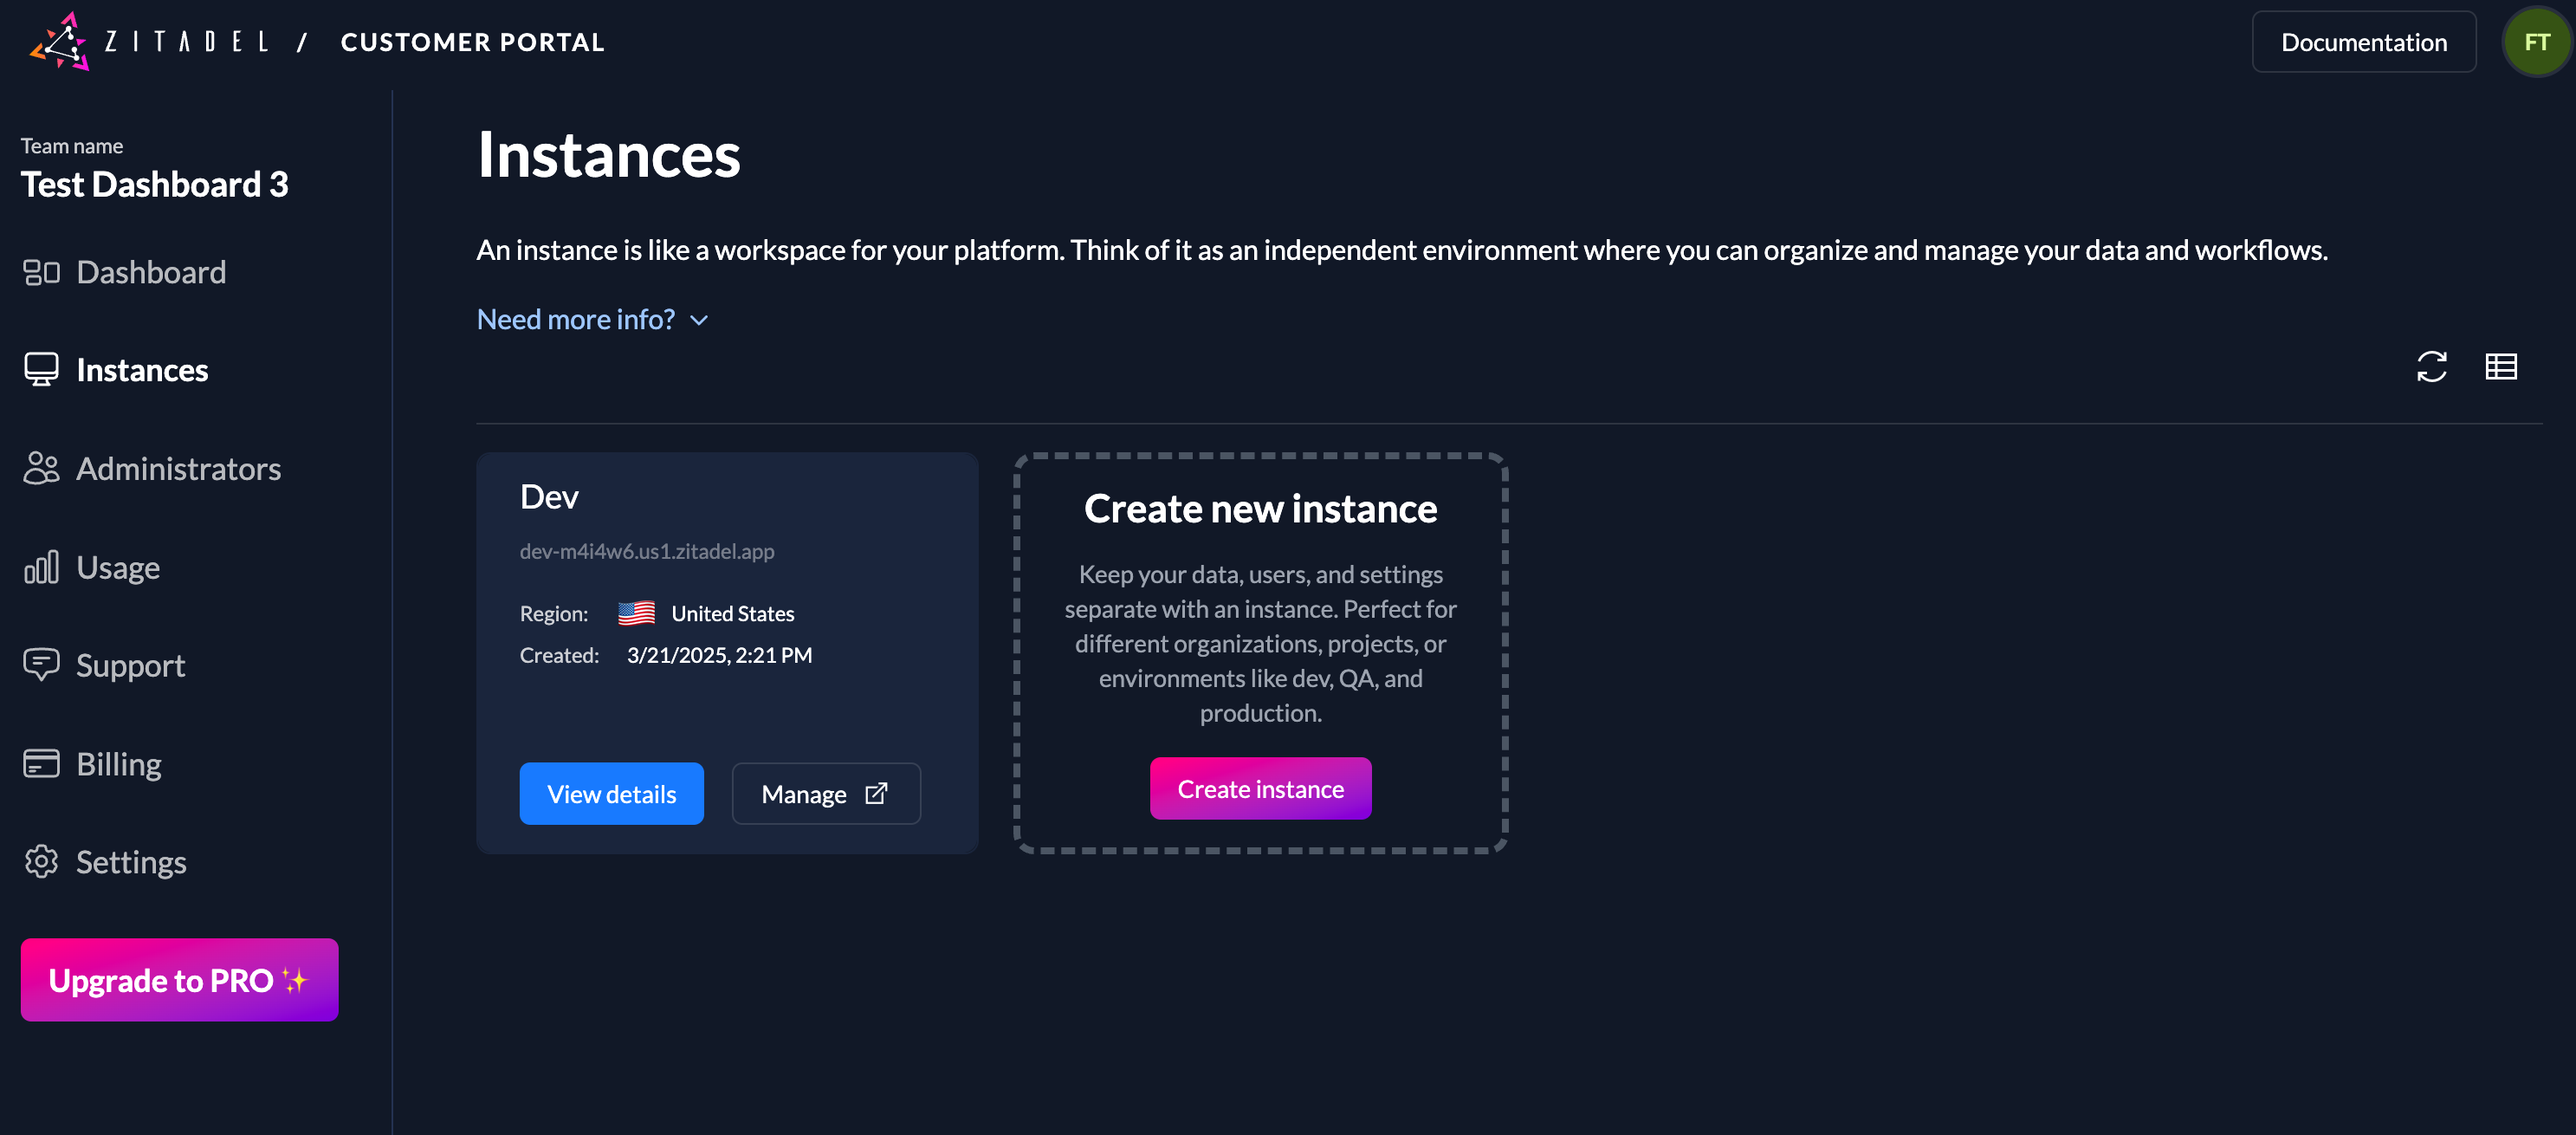 ZITADEL / CUSTOMER PORTAL
Documentation
FT
Team name
Test Dashboard 3
Dashboard
Instances
Administrators
Usage
Support
Billing
Settings
Upgrade to PRO ✨
Instances
An instance is like a workspace for your platform. Think of it as an independent environment where you can organize and manage your data and workflows.
Need more info?
Dev
dev-m4i4w6.us1.zitadel.app
Region: 🇺🇸 United States
Created: 3/21/2025, 2:21 PM
View details
Manage
Create new instance
Keep your data, users, and settings
separate with an instance. Perfect for
different organizations, projects, or
environments like dev, QA, and
production.
Create instance